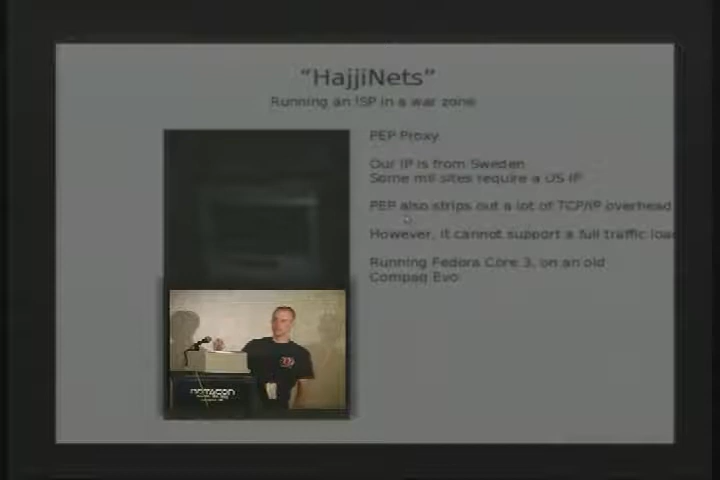 “HajjiNets”
Running an ISP in a war zone
PEP Proxy
Our IP is from Sweden
Some mil sites require a US IP
PEP also strips out a lot of TCP/IP overhead
However, it cannot support a full traffic loa
Running Fedora Core 3, on an old
Compaq Evo
NOTACON